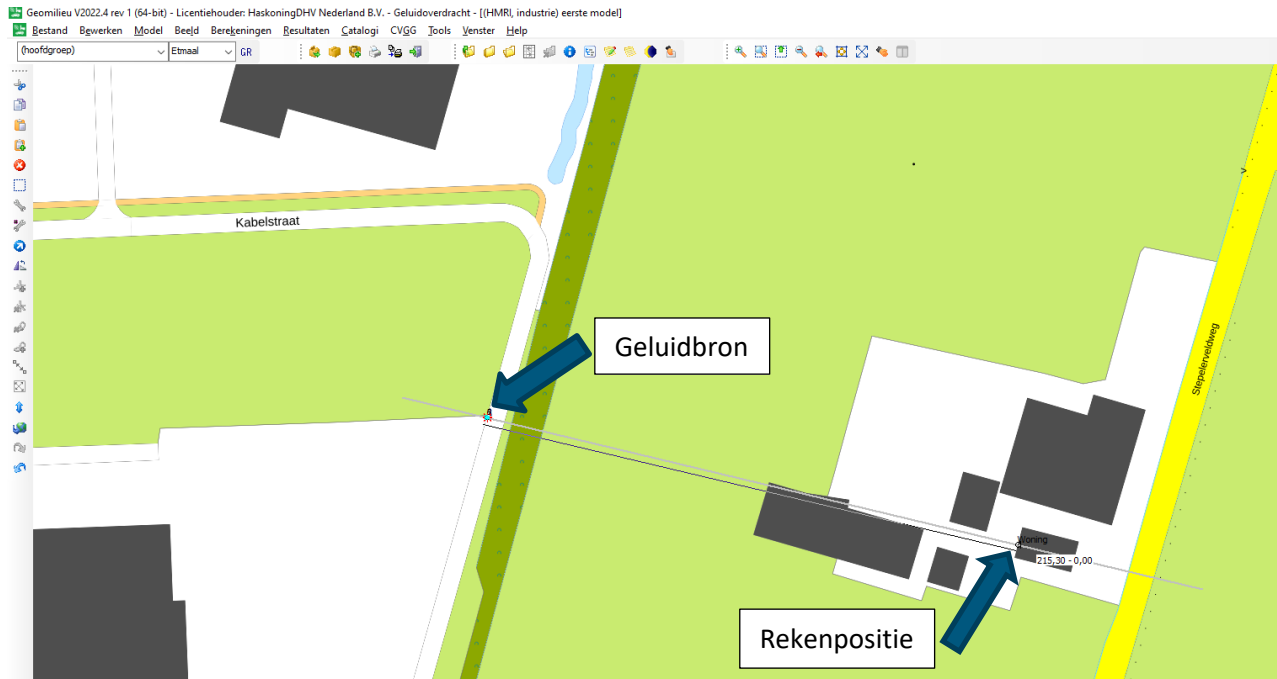 Geomilieu V2022.4 rev 1 (64-bit) - Licentiehouder: HaskoningDHV Nederland B.V. - Geluidoverdracht - [(HMRI, industrie) eerste model]
Bestand Bewerken Model Beeld Berekeningen Resultaten Catalogi CVGG Tools Venster Help
(hoofdgroep) Etmaal GR
Kabelstraat
Geluidbron
Stepelerveldweg
Woning
215,30 - 0,00
Rekenpositie